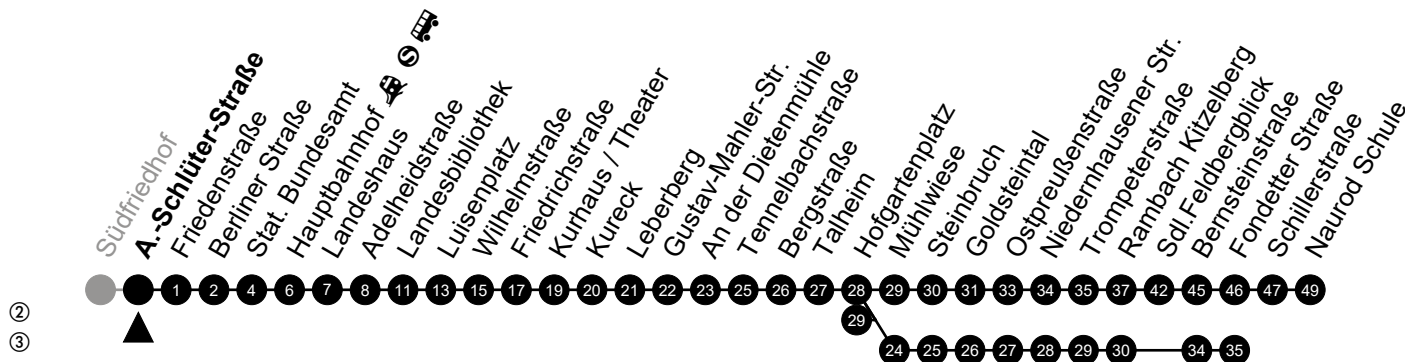 Südfriedhof
A.-Schlüter-Straße
Friedenstraße
Berliner Straße
Stat. Bundesamt
Hauptbahnhof S
Landeshaus
Adelheidstraße
Landesbibliothek
Luisenplatz
Wilhelmstraße
Friedrichstraße
Kurhaus / Theater
Kureck
Leberberg
Gustav-Mahler-Str.
An der Dietenmühle
Tennelbachstraße
Bergstraße
Talheim
Hofgartenplatz
Mühlwiese
Steinbruch
Goldsteintal
Ostpreußenstraße
Niedernhausener Str.
Trompeterstraße
Rambach Kitzelberg
Sdl.Feldbergblick
Bernsteinstraße
Fondetter Straße
Schillerstraße
Naurod Schule
1 2 4 6 7 8 11 13 15 17 19 20 21 22 23 25 26 27 28 29 30 31 33 34 35 37 42 45 46 47 49
② 29
③ 24 25 26 27 28 29 30 34 35